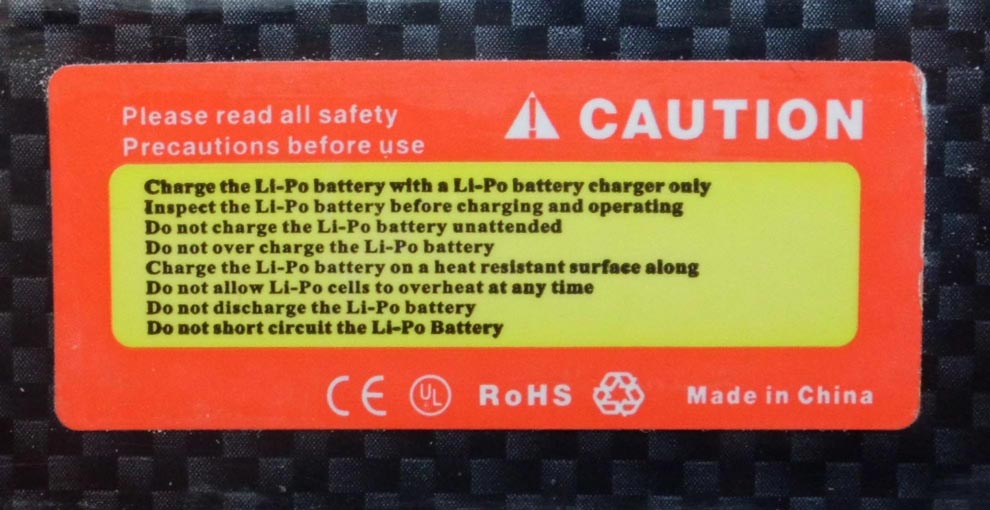 Please read all safety
Precautions before use
CAUTION
Charge the Li-Po battery with a Li-Po battery charger only
Inspect the Li-Po battery before charging and operating
Do not charge the Li-Po battery unattended
Do not over charge the Li-Po battery
Charge the Li-Po battery on a heat resistant surface along
Do not allow Li-Po cells to overheat at any time
Do not discharge the Li-Po battery
Do not short circuit the Li-Po Battery
CE UL RoHS Made in China